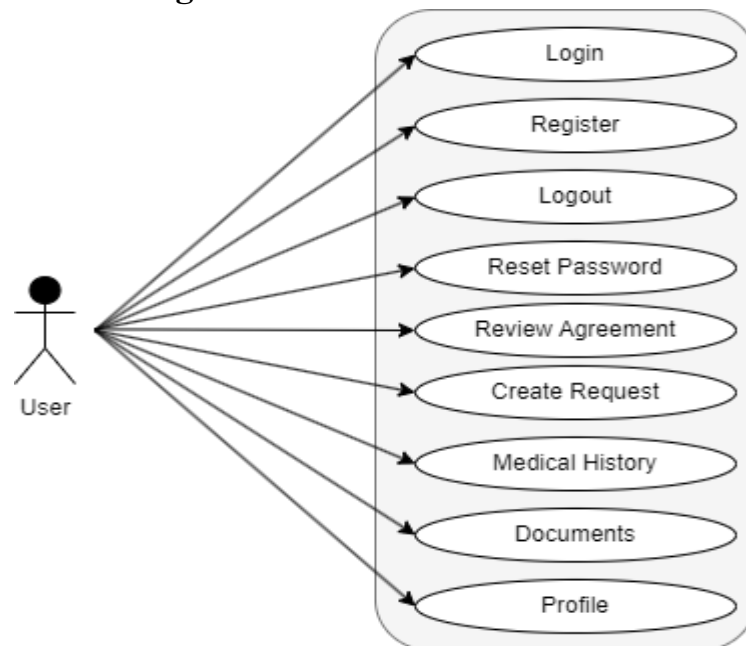 Login
Register
Logout
Reset Password
Review Agreement
Create Request
Medical History
Documents
Profile
User